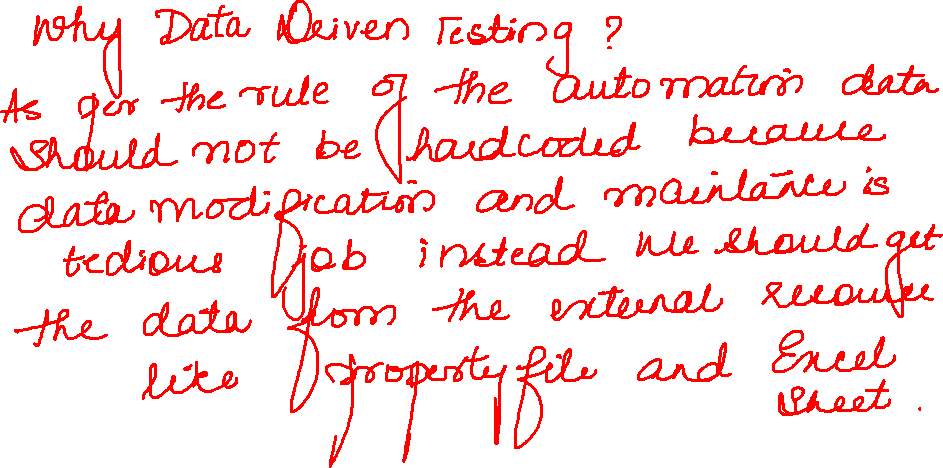 Why Data Driven Testing ?
As per the rule of the automation data
should not be hardcoded because
data modification and maintance is
tedious job instead we should get
the data from the external resource
like property file and Excel
Sheet .